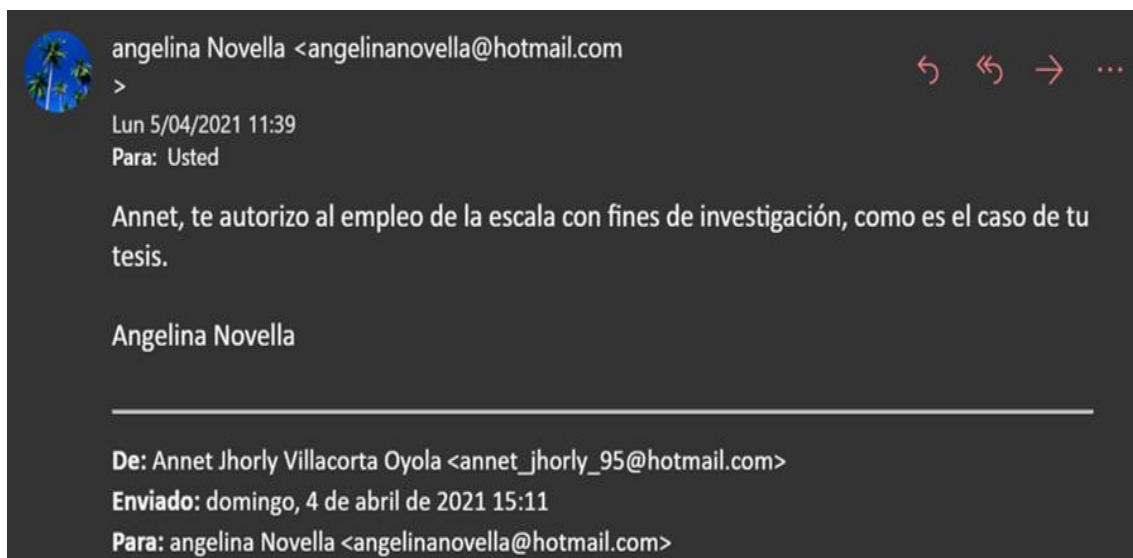 angelina Novella <angelinanovella@hotmail.com
>
Lun 5/04/2021 11:39
Para: Usted
Annet, te autorizo al empleo de la escala con fines de investigación, como es el caso de tu
tesis.
Angelina Novella
De: Annet Jhorly Villacorta Oyola <annet_jhorly_95@hotmail.com>
Enviado: domingo, 4 de abril de 2021 15:11
Para: angelina Novella <angelinanovella@hotmail.com>